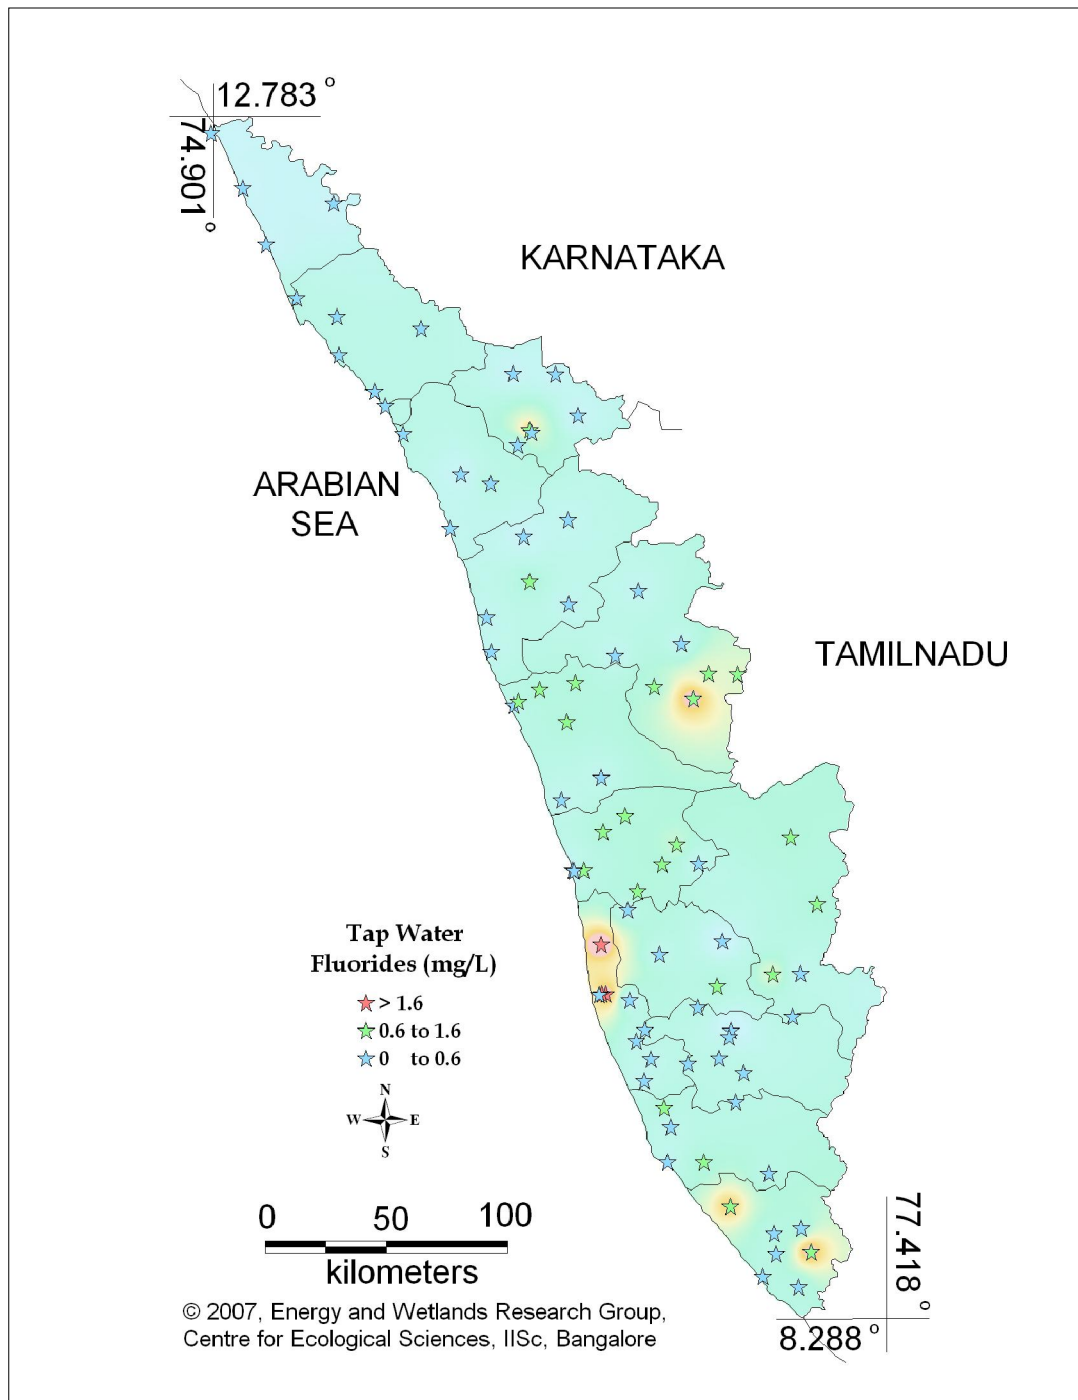 12.783 °
74.901 °
KARNATAKA
ARABIAN
SEA
TAMILNADU
Tap Water
Fluorides (mg/L)
> 1.6
0.6 to 1.6
0 to 0.6
N
W E
S
0 50 100
kilometers
77.418 °
8.288 °
© 2007, Energy and Wetlands Research Group,
Centre for Ecological Sciences, IISc, Bangalore